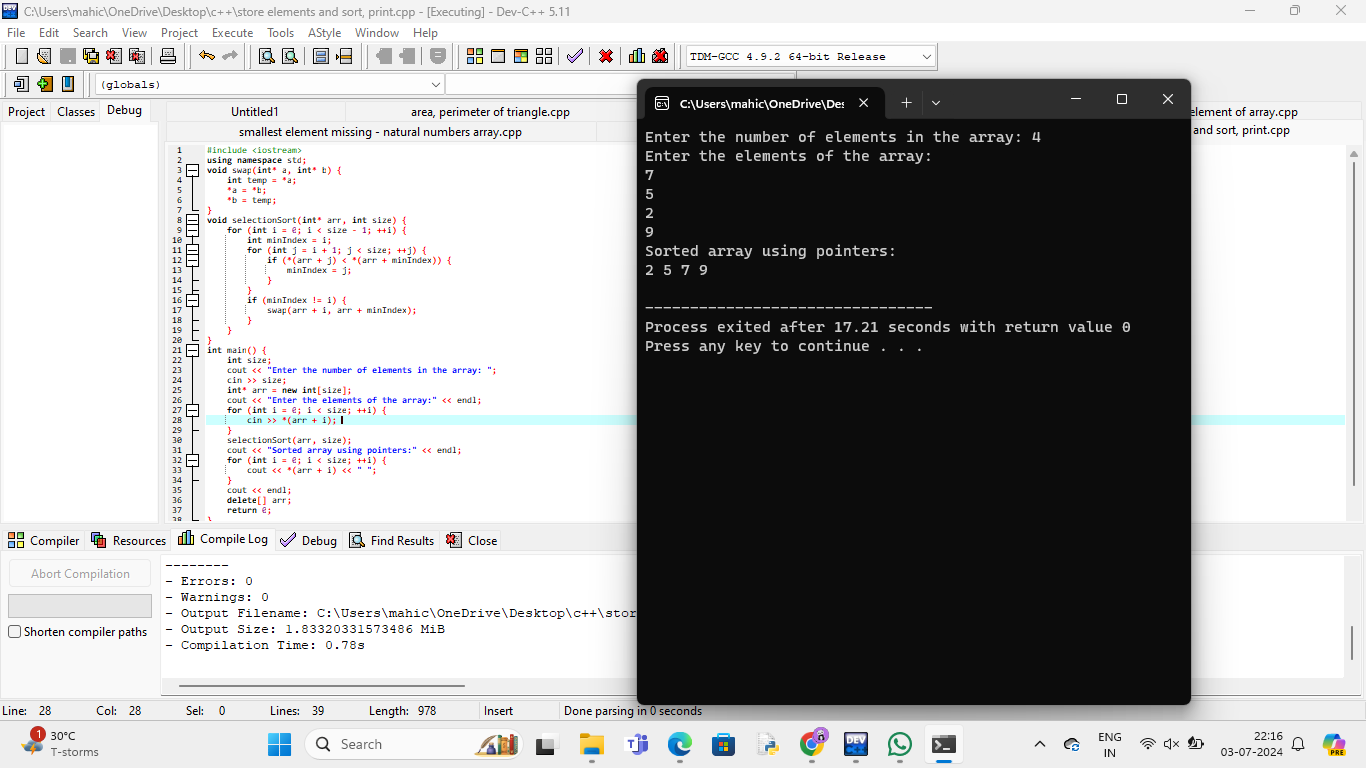 C:\Users\mahic\OneDrive\Desktop\c++\store elements and sort, print.cpp - [Executing] - Dev-C++ 5.11
File Edit Search View Project Execute Tools AStyle Window Help
TDM-GCC 4.9.2 64-bit Release
(globals)
Project Classes Debug
Untitled1 area, perimeter of triangle.cpp element of array.cpp
smallest element missing - natural numbers array.cpp and sort, print.cpp
1 #include <iostream>
2 using namespace std;
3 void swap(int* a, int* b) {
4 int temp = *a;
5 *a = *b;
6 *b = temp;
7 }
8 void selectionSort(int* arr, int size) {
9 for (int i = 0; i < size - 1; ++i) {
10 int minIndex = i;
11 for (int j = i + 1; j < size; ++j) {
12 if (*(arr + j) < *(arr + minIndex)) {
13 minIndex = j;
14 }
15 }
16 if (minIndex != i) {
17 swap(arr + i, arr + minIndex);
18 }
19 }
20 }
21 int main() {
22 int size;
23 cout << "Enter the number of elements in the array: ";
24 cin >> size;
25 int* arr = new int[size];
26 cout << "Enter the elements of the array:" << endl;
27 for (int i = 0; i < size; ++i) {
28 cin >> *(arr + i);
29 }
30 selectionSort(arr, size);
31 cout << "Sorted array using pointers:" << endl;
32 for (int i = 0; i < size; ++i) {
33 cout << *(arr + i) << " ";
34 }
35 cout << endl;
36 delete[] arr;
37 return 0;
38 }
C:\Users\mahic\OneDrive\Des
Enter the number of elements in the array: 4
Enter the elements of the array:
7
5
2
9
Sorted array using pointers:
2 5 7 9
--------------------------------
Process exited after 17.21 seconds with return value 0
Press any key to continue . . .
Compiler Resources Compile Log Debug Find Results Close
Abort Compilation
Shorten compiler paths
--------
- Errors: 0
- Warnings: 0
- Output Filename: C:\Users\mahic\OneDrive\Desktop\c++\stor
- Output Size: 1.83320331573486 MiB
- Compilation Time: 0.78s
Line: 28 Col: 28 Sel: 0 Lines: 39 Length: 978 Insert Done parsing in 0 seconds
1
30°C
T-storms
Search
DEV
ENG
IN
22:16
03-07-2024
PRE